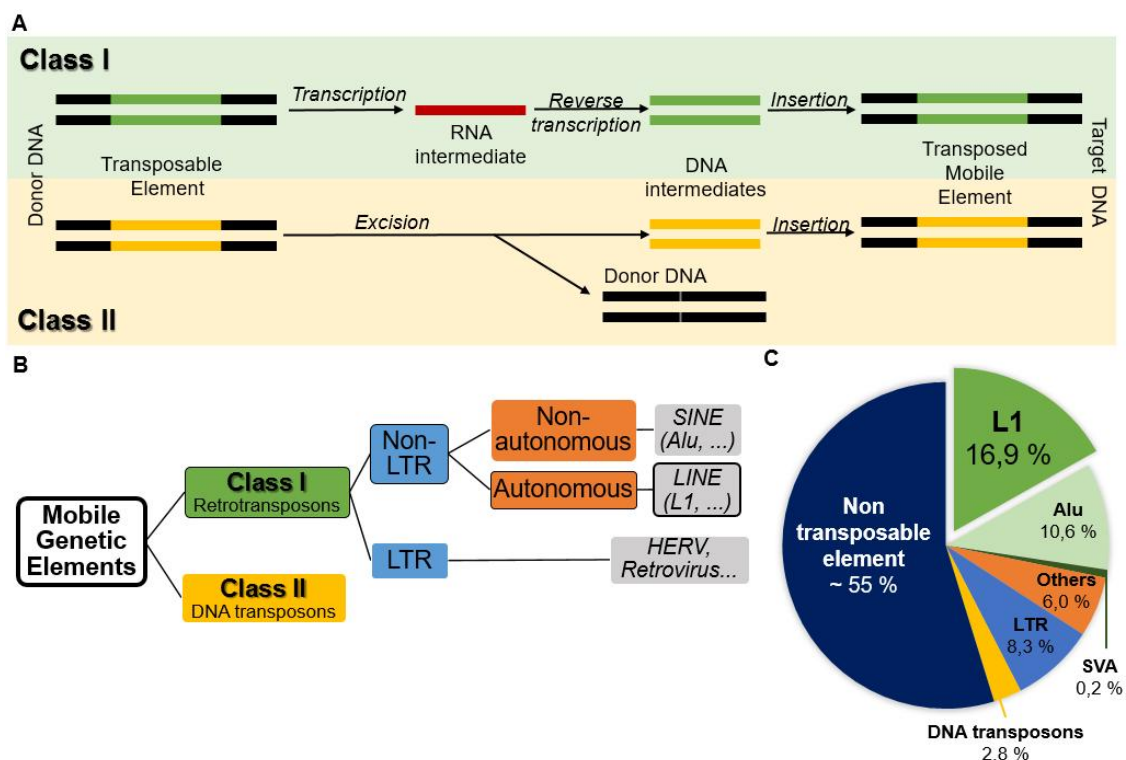 A
Class I
Transcription
Reverse
transcription
Insertion
RNA
intermediate
Donor DNA
Transposable
Element
DNA
intermediates
Transposed
Mobile
Element
Target DNA
Excision
Insertion
Donor DNA
Class II
B
Mobile
Genetic
Elements
Class I
Retrotransposons
Class II
DNA transposons
Non-
LTR
LTR
Non-
autonomous
Autonomous
SINE
(Alu, ...)
LINE
(L1, ...)
HERV,
Retrovirus...
C
L1
16,9 %
Alu
10,6 %
Others
6,0 %
LTR
8,3 %
SVA
0,2 %
DNA transposons
2,8 %
Non
transposable
element
~ 55 %